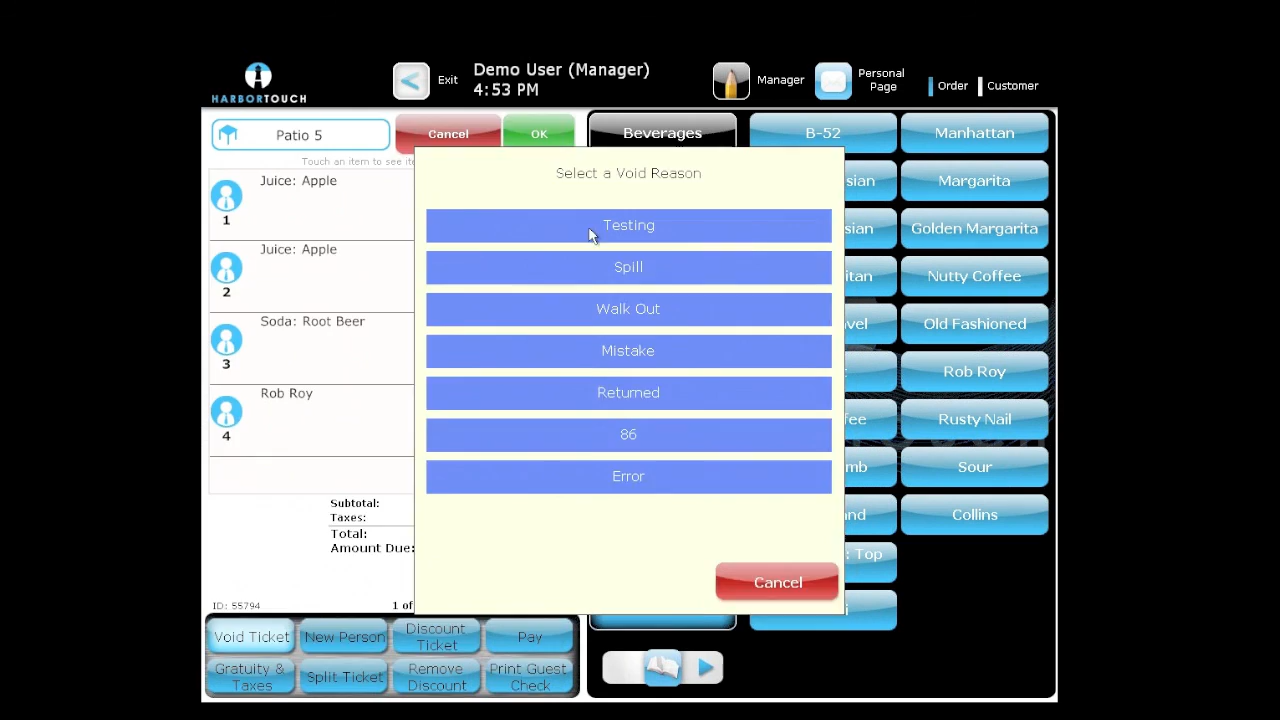 HARBORTOUCH
Exit
Demo User (Manager)
4:53 PM
Manager
Personal
Page
Order
Customer
Patio 5
Cancel
OK
Touch an item to see it
Juice: Apple
1
Juice: Apple
2
Soda: Root Beer
3
Rob Roy
4
Subtotal:
Taxes:
Total:
Amount Due:
ID: 55794
1 of
Select a Void Reason
Testing
Spill
Walk Out
Mistake
Returned
86
Error
Cancel
Beverages
B-52
Manhattan
sian
Margarita
sian
Golden Margarita
itan
Nutty Coffee
vel
Old Fashioned
Rob Roy
fee
Rusty Nail
mb
Sour
nd
Collins
: Top
i
Void Ticket
New Person
Discount
Ticket
Pay
Gratuity &
Taxes
Split Ticket
Remove
Discount
Print Guest
Check